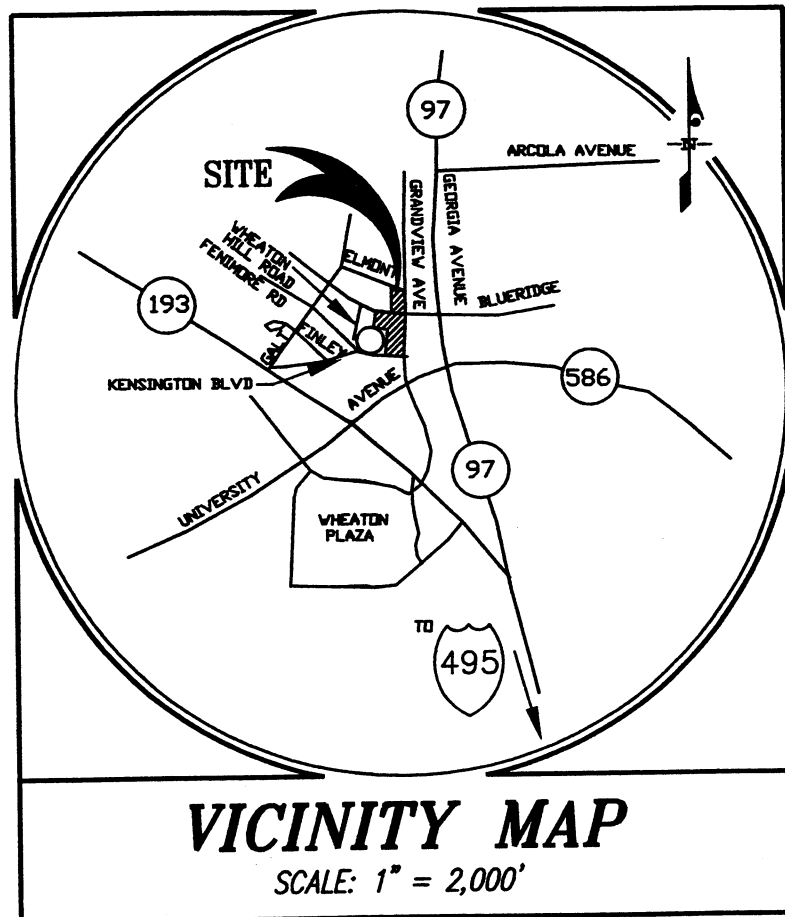 97
ARCOLA AVENUE
N
SITE
GRANDVIEW AVE
GEORGIA AVENUE
WHEATON
HILL ROAD
FENIMORE RD
ELMONT
BLUERIDGE
193
FINLEY
GAL
KENSINGTON BLVD
AVENUE
586
UNIVERSITY
97
WHEATON
PLAZA
TO
495
VICINITY MAP
SCALE: 1" = 2,000'